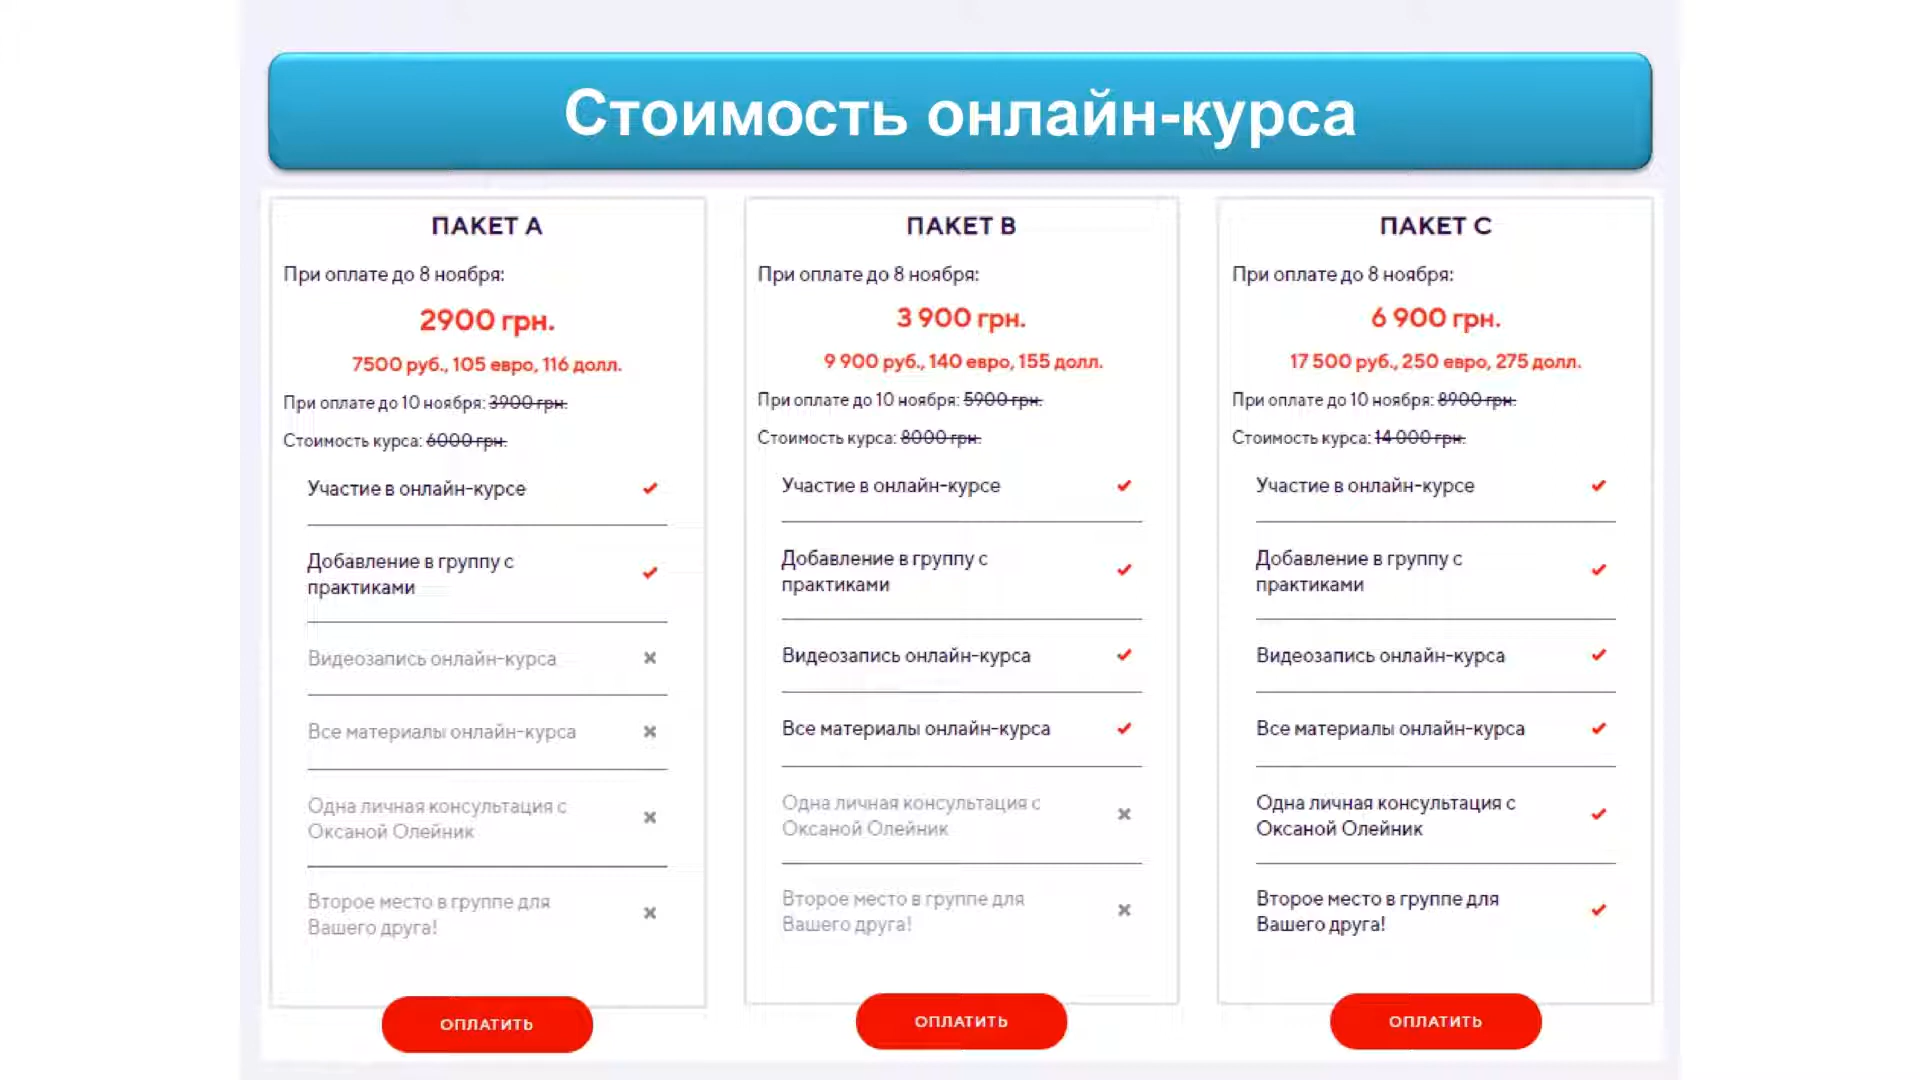 Стоимость онлайн-курса
ПАКЕТ А
При оплате до 8 ноября:
2900 грн.
7500 руб., 105 евро, 116 долл.
При оплате до 10 ноября: 3900 грн.
Стоимость курса: 6000 грн.
Участие в онлайн-курсе
Добавление в группу с
практиками
Видеозапись онлайн-курса
Все материалы онлайн-курса
Одна личная консультация с
Оксаной Олейник
Второе место в группе для
Вашего друга!
ОПЛАТИТЬ
ПАКЕТ В
При оплате до 8 ноября:
3 900 грн.
9 900 руб., 140 евро, 155 долл.
При оплате до 10 ноября: 5900 грн.
Стоимость курса: 8000 грн.
Участие в онлайн-курсе
Добавление в группу с
практиками
Видеозапись онлайн-курса
Все материалы онлайн-курса
Одна личная консультация с
Оксаной Олейник
Второе место в группе для
Вашего друга!
ОПЛАТИТЬ
ПАКЕТ С
При оплате до 8 ноября:
6 900 грн.
17 500 руб., 250 евро, 275 долл.
При оплате до 10 ноября: 8900 грн.
Стоимость курса: 14 000 грн.
Участие в онлайн-курсе
Добавление в группу с
практиками
Видеозапись онлайн-курса
Все материалы онлайн-курса
Одна личная консультация с
Оксаной Олейник
Второе место в группе для
Вашего друга!
ОПЛАТИТЬ